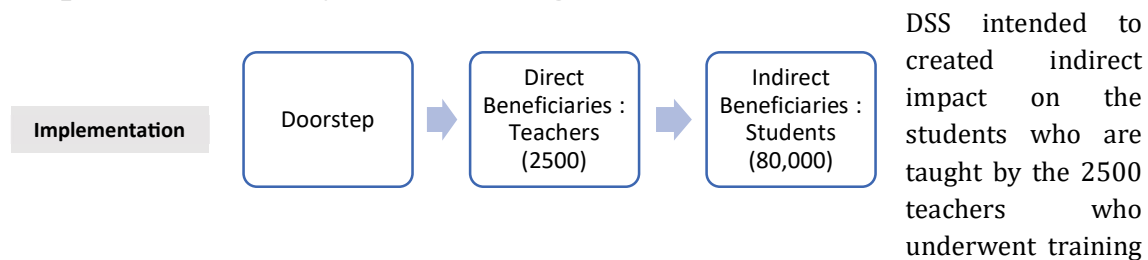 Implementation
Doorstep
Direct
Beneficiaries :
Teachers
(2500)
Indirect
Beneficiaries :
Students
(80,000)
DSS intended to
created indirect
impact on the
students who are
taught by the 2500
teachers who
underwent training